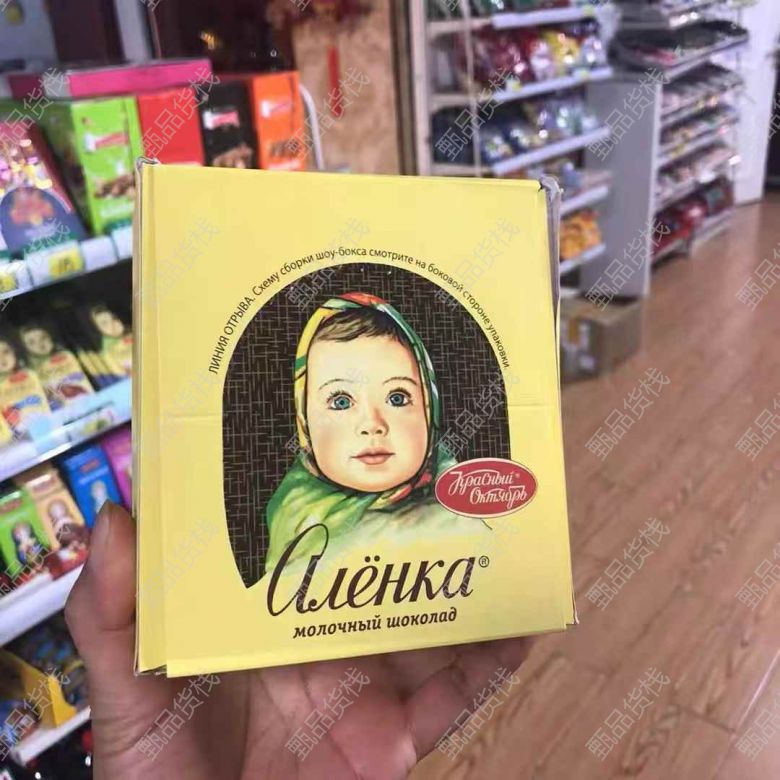 ЛИНИЯ ОТРЫВА. Схему сборки шоу-бокса смотрите на боковой стороне упаковки.
Красный
Октябрь
Алёнка®
молочный шоколад
甄品货栈